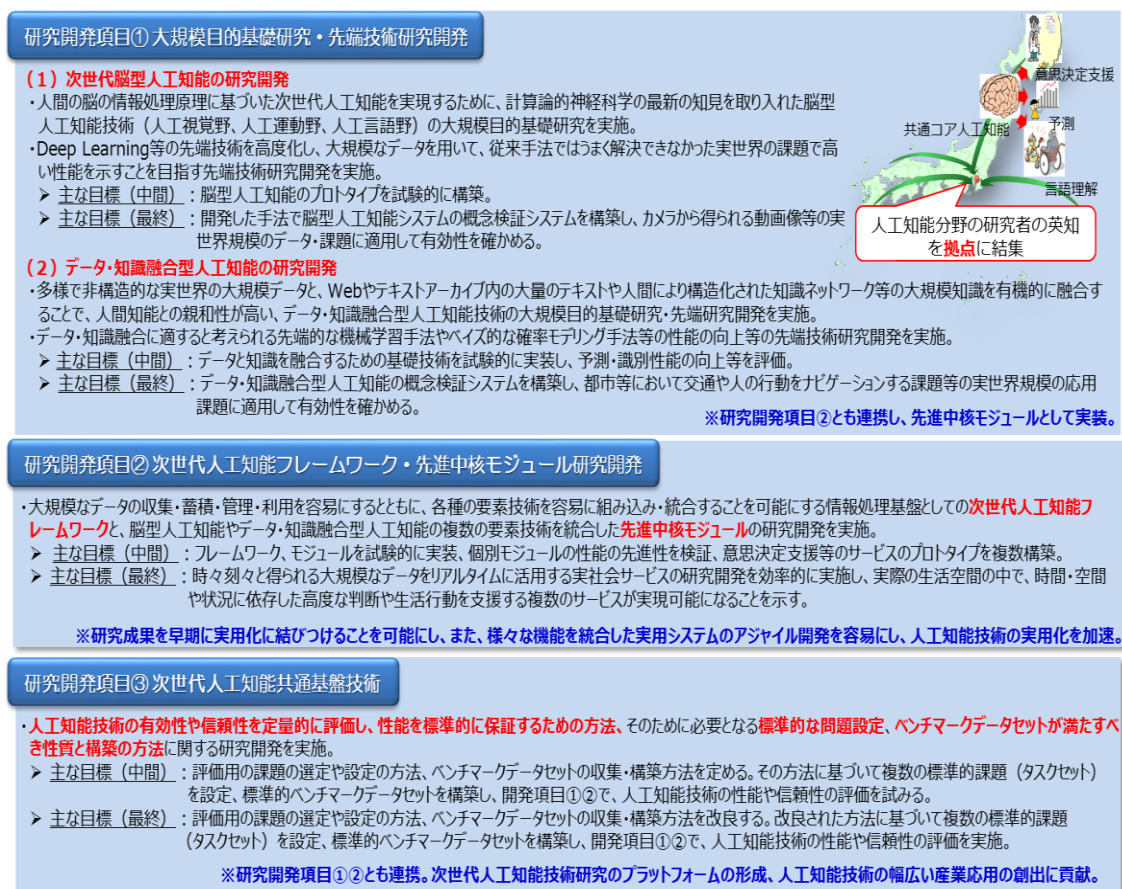 研究開発項目① 大規模目的基礎研究・先端技術研究開発
（１）次世代脳型人工知能の研究開発
・人間の脳の情報処理原理に基づいた次世代人工知能を実現するために、計算論的神経科学の最新の知見を取り入れた脳型
人工知能技術（人工視覚野、人工運動野、人工言語野）の大規模目的基礎研究を実施。
・Deep Learning等の先端技術を高度化し、大規模なデータを用いて、従来手法ではうまく解決できなかった実世界の課題で高
い性能を示すことを目指す先端技術研究開発を実施。
➢ 主な目標（中間）：脳型人工知能のプロトタイプを試験的に構築。
➢ 主な目標（最終）：開発した手法で脳型人工知能システムの概念検証システムを構築し、カメラから得られる動画像等の実
世界規模のデータ・課題に適用して有効性を確かめる。
意思決定支援
共通コア人工知能
予測
言語理解
人工知能分野の研究者の英知
を拠点に結集
（２）データ・知識融合型人工知能の研究開発
・多様で非構造的な実世界の大規模データと、Webやテキストアーカイブ内の大量のテキストや人間により構造化された知識ネットワーク等の大規模知識を有機的に融合す
ることで、人間知能との親和性が高い、データ・知識融合型人工知能技術の大規模目的基礎研究・先端研究開発を実施。
・データ・知識融合に適すると考えられる先端的な機械学習手法やベイズ的な確率モデリング手法等の性能の向上等の先端技術研究開発を実施。
➢ 主な目標（中間）：データと知識を融合するための基礎技術を試験的に実装し、予測・識別性能の向上等を評価。
➢ 主な目標（最終）：データ・知識融合型人工知能の概念検証システムを構築し、都市等において交通や人の行動をナビゲーションする課題等の実世界規模の応用
課題に適用して有効性を確かめる。
※研究開発項目②とも連携し、先進中核モジュールとして実装。
研究開発項目② 次世代人工知能フレームワーク・先進中核モジュール研究開発
・大規模なデータの収集・蓄積・管理・利用を容易にするとともに、各種の要素技術を容易に組み込み・統合することを可能にする情報処理基盤としての次世代人工知能フ
レームワークと、脳型人工知能やデータ・知識融合型人工知能の複数の要素技術を統合した先進中核モジュールの研究開発を実施。
➢ 主な目標（中間）：フレームワーク、モジュールを試験的に実装、個別モジュールの性能の先進性を検証、意思決定支援等のサービスのプロトタイプを複数構築。
➢ 主な目標（最終）：時々刻々と得られる大規模なデータをリアルタイムに活用する実社会サービスの研究開発を効率的に実施し、実際の生活空間の中で、時間・空間
や状況に依存した高度な判断や生活行動を支援する複数のサービスが実現可能になることを示す。
※研究成果を早期に実用化に結びつけることを可能にし、また、様々な機能を統合した実用システムのアジャイル開発を容易にし、人工知能技術の実用化を加速。
研究開発項目③ 次世代人工知能共通基盤技術
・人工知能技術の有効性や信頼性を定量的に評価し、性能を標準的に保証するための方法、そのために必要となる標準的な問題設定、ベンチマークデータセットが満たすべ
き性質と構築の方法に関する研究開発を実施。
➢ 主な目標（中間）：評価用の課題の選定や設定の方法、ベンチマークデータセットの収集・構築方法を定める。その方法に基づいて複数の標準的課題（タスクセット）
を設定、標準的ベンチマークデータセットを構築し、開発項目①②で、人工知能技術の性能や信頼性の評価を試みる。
➢ 主な目標（最終）：評価用の課題の選定や設定の方法、ベンチマークデータセットの収集・構築方法を改良する。改良された方法に基づいて複数の標準的課題
（タスクセット）を設定、標準的ベンチマークデータセットを構築し、開発項目①②で、人工知能技術の性能や信頼性の評価を実施。
※研究開発項目①②とも連携。次世代人工知能技術研究のプラットフォームの形成、人工知能技術の幅広い産業応用の創出に貢献。